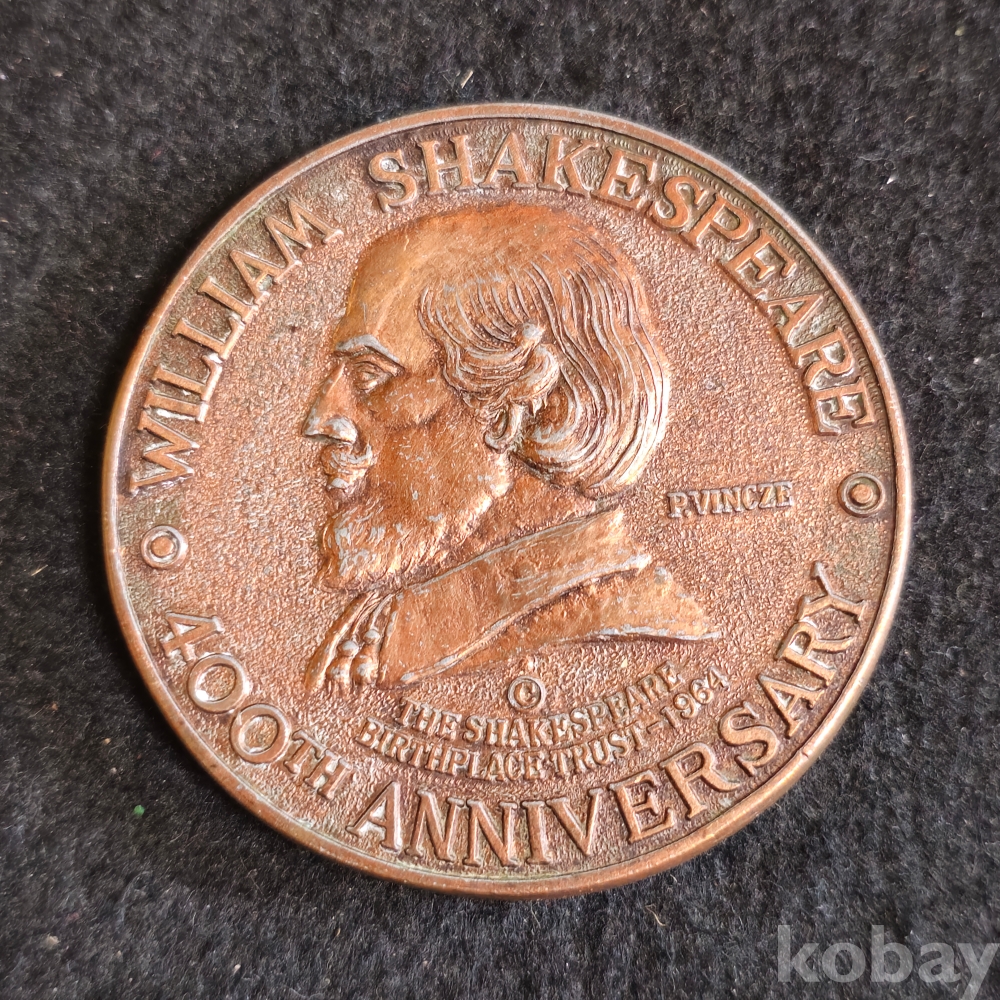 WILLIAM SHAKESPEARE
P.VINCZE
©
THE SHAKESPEARE
BIRTHPLACE TRUST-1964
400TH ANNIVERSARY
kobay